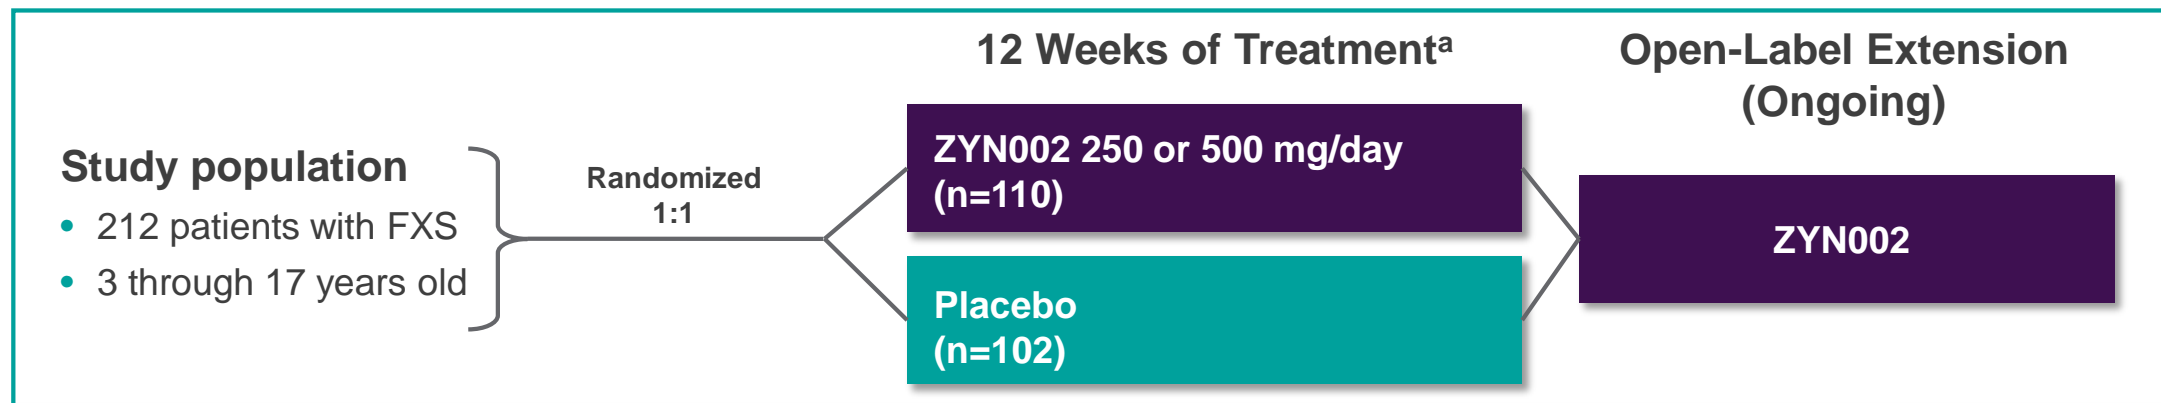 Study population
• 212 patients with FXS
• 3 through 17 years old
Randomized
1:1
12 Weeks of Treatmentᵃ
ZYN002 250 or 500 mg/day
(n=110)
Placebo
(n=102)
Open-Label Extension
(Ongoing)
ZYN002